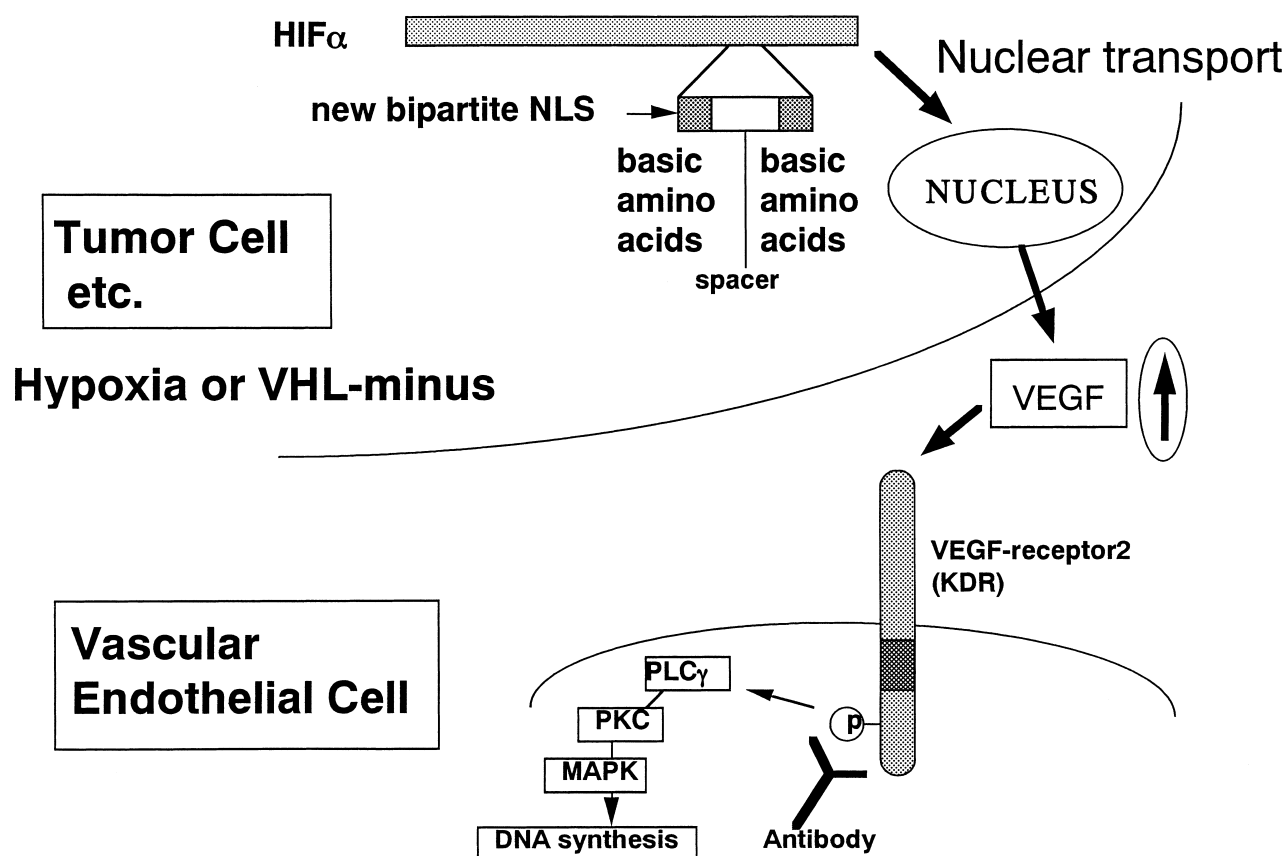 HIFα
Nuclear transport
new bipartite NLS
basic
amino
acids
basic
amino
acids
spacer
NUCLEUS
Tumor Cell
etc.
Hypoxia or VHL-minus
VEGF
VEGF-receptor2
(KDR)
Vascular
Endothelial Cell
PLCγ
p
PKC
MAPK
DNA synthesis
Antibody